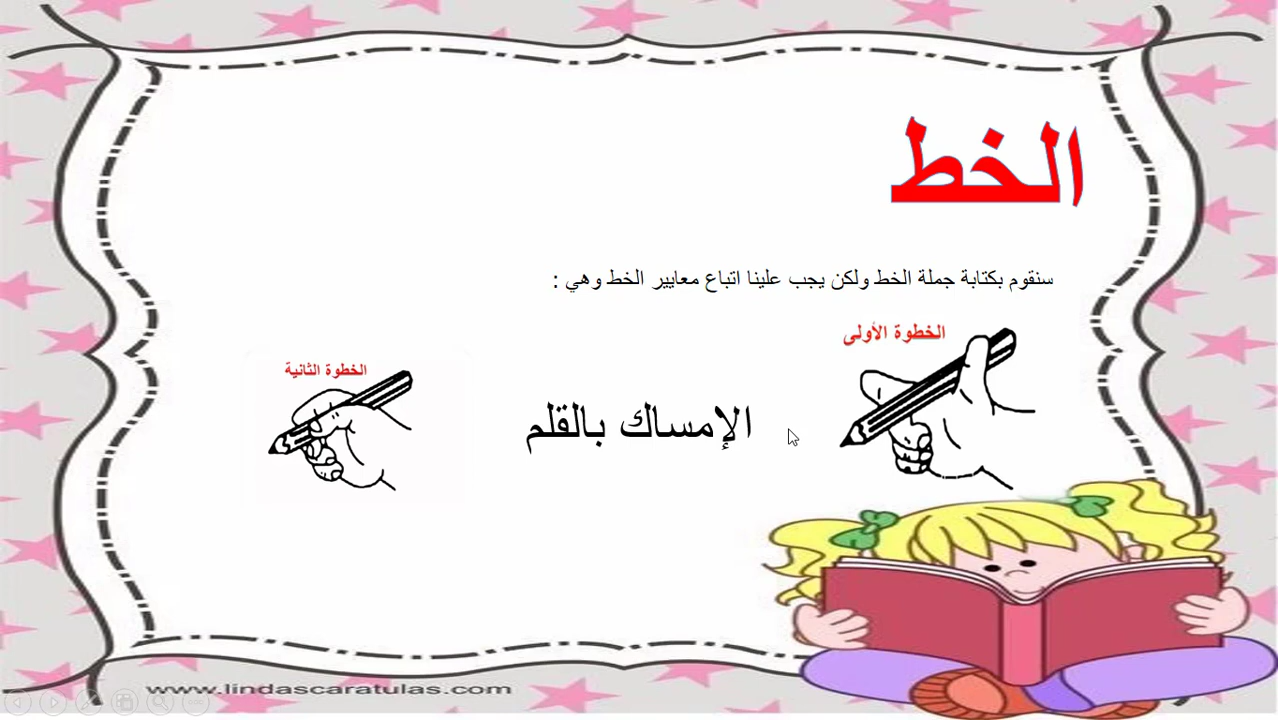 الخط
سنقوم بكتابة جملة الخط ولكن يجب علينا اتباع معايير الخط وهي :
الخطوة الأولى
الإمساك بالقلم
الخطوة الثانية
www.lindascaratulas.com